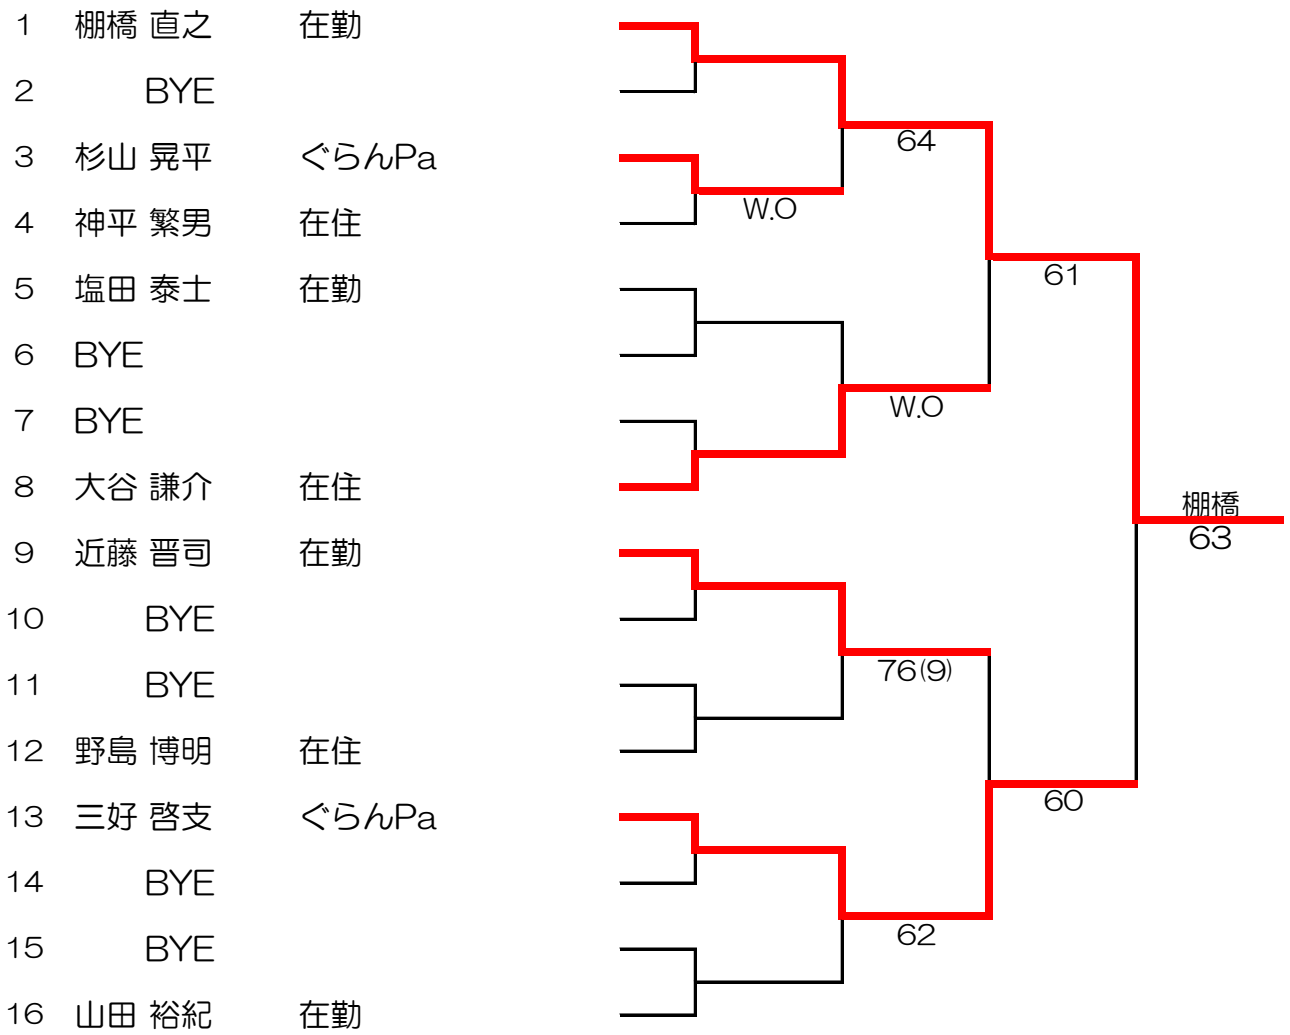 1 棚橋 直之 在勤
2 BYE
64
3 杉山 晃平 ぐらんPa
W.O
4 神平 繁男 在住
61
5 塩田 泰士 在勤
6 BYE
W.O
7 BYE
8 大谷 謙介 在住
棚橋
63
9 近藤 晋司 在勤
10 BYE
76(9)
11 BYE
12 野島 博明 在住
60
13 三好 啓支 ぐらんPa
14 BYE
62
15 BYE
16 山田 裕紀 在勤